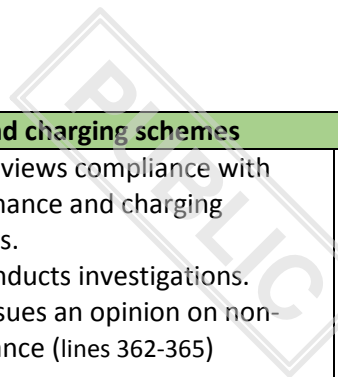 d charging schemes
views compliance with
nance and charging
s.
nducts investigations.
sues an opinion on non-
ance (lines 362-365)
PUBLIC